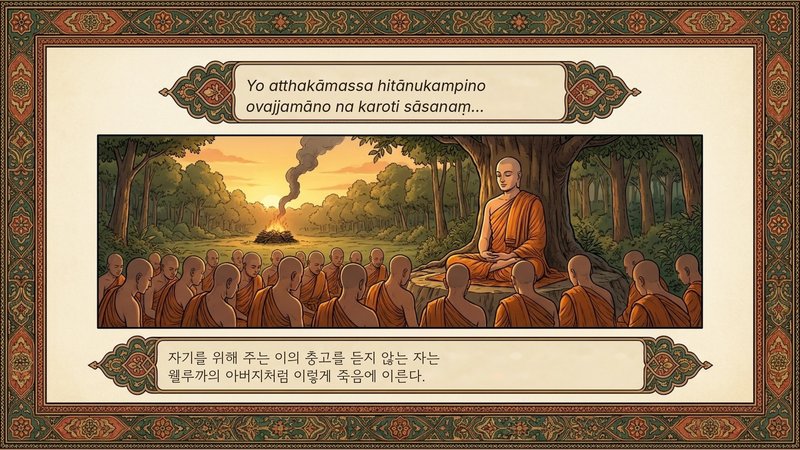 Yo atthakāmassa hitānukampino
ovajjamāno na karoti sāsanaṃ...
자기를 위해 주는 이의 충고를 듣지 않는 자는
웰루까의 아버지처럼 이렇게 죽음에 이른다.